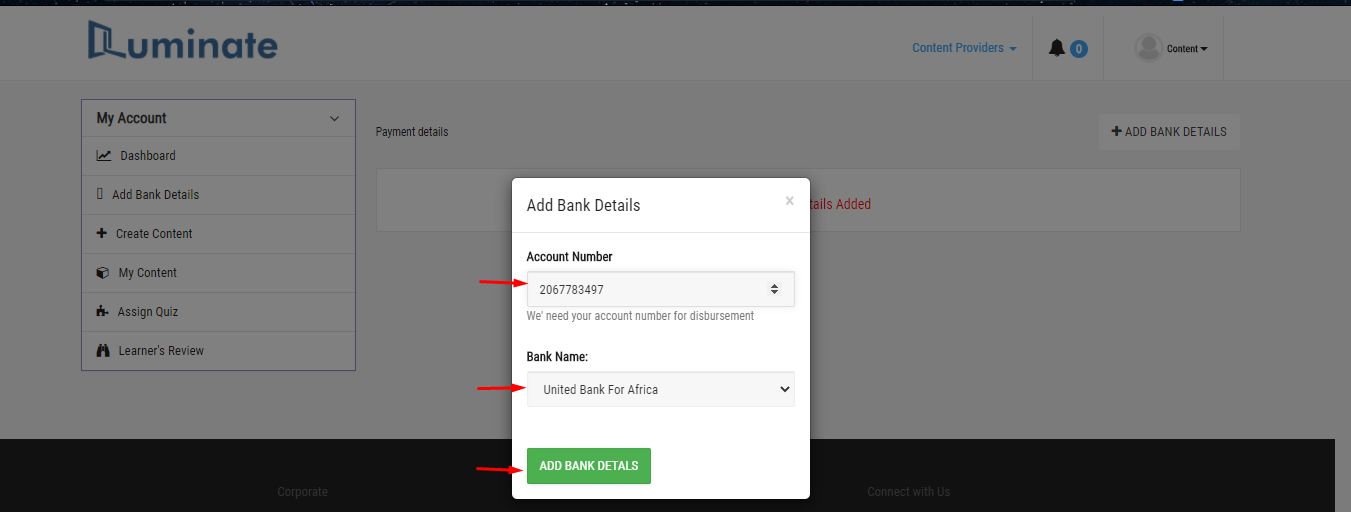 Luminate
Content Providers
0
Content
My Account
Dashboard
Add Bank Details
Create Content
My Content
Assign Quiz
Learner's Review
Payment details
ADD BANK DETAILS
tails Added
Add Bank Details
×
Account Number
2067783497
We' need your account number for disbursement
Bank Name:
United Bank For Africa
ADD BANK DETALS
Corporate
Connect with Us